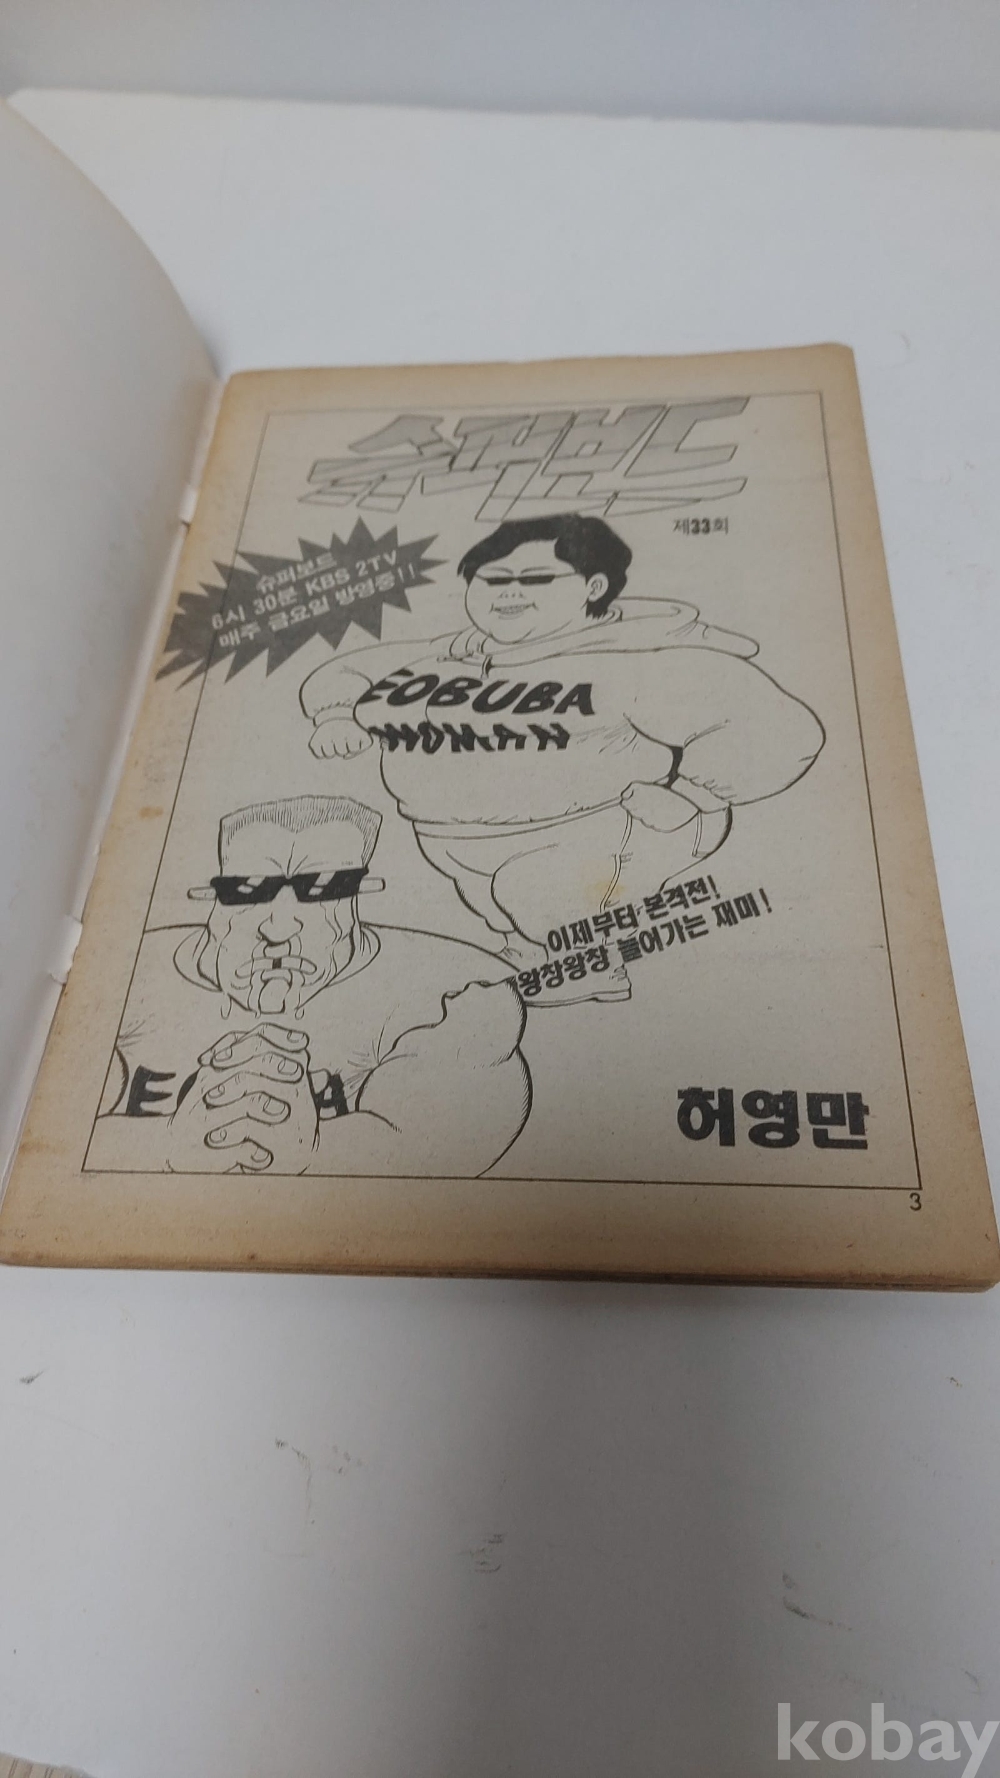 슈퍼보드
제33회
슈퍼보드
6시 30분 KBS 2TV
매주 금요일 방영중!!
EOBUBA
WOMAN
이제부터 본격전!
왕창왕창 늘어가는 재미!
E A
허영만
3
kobay